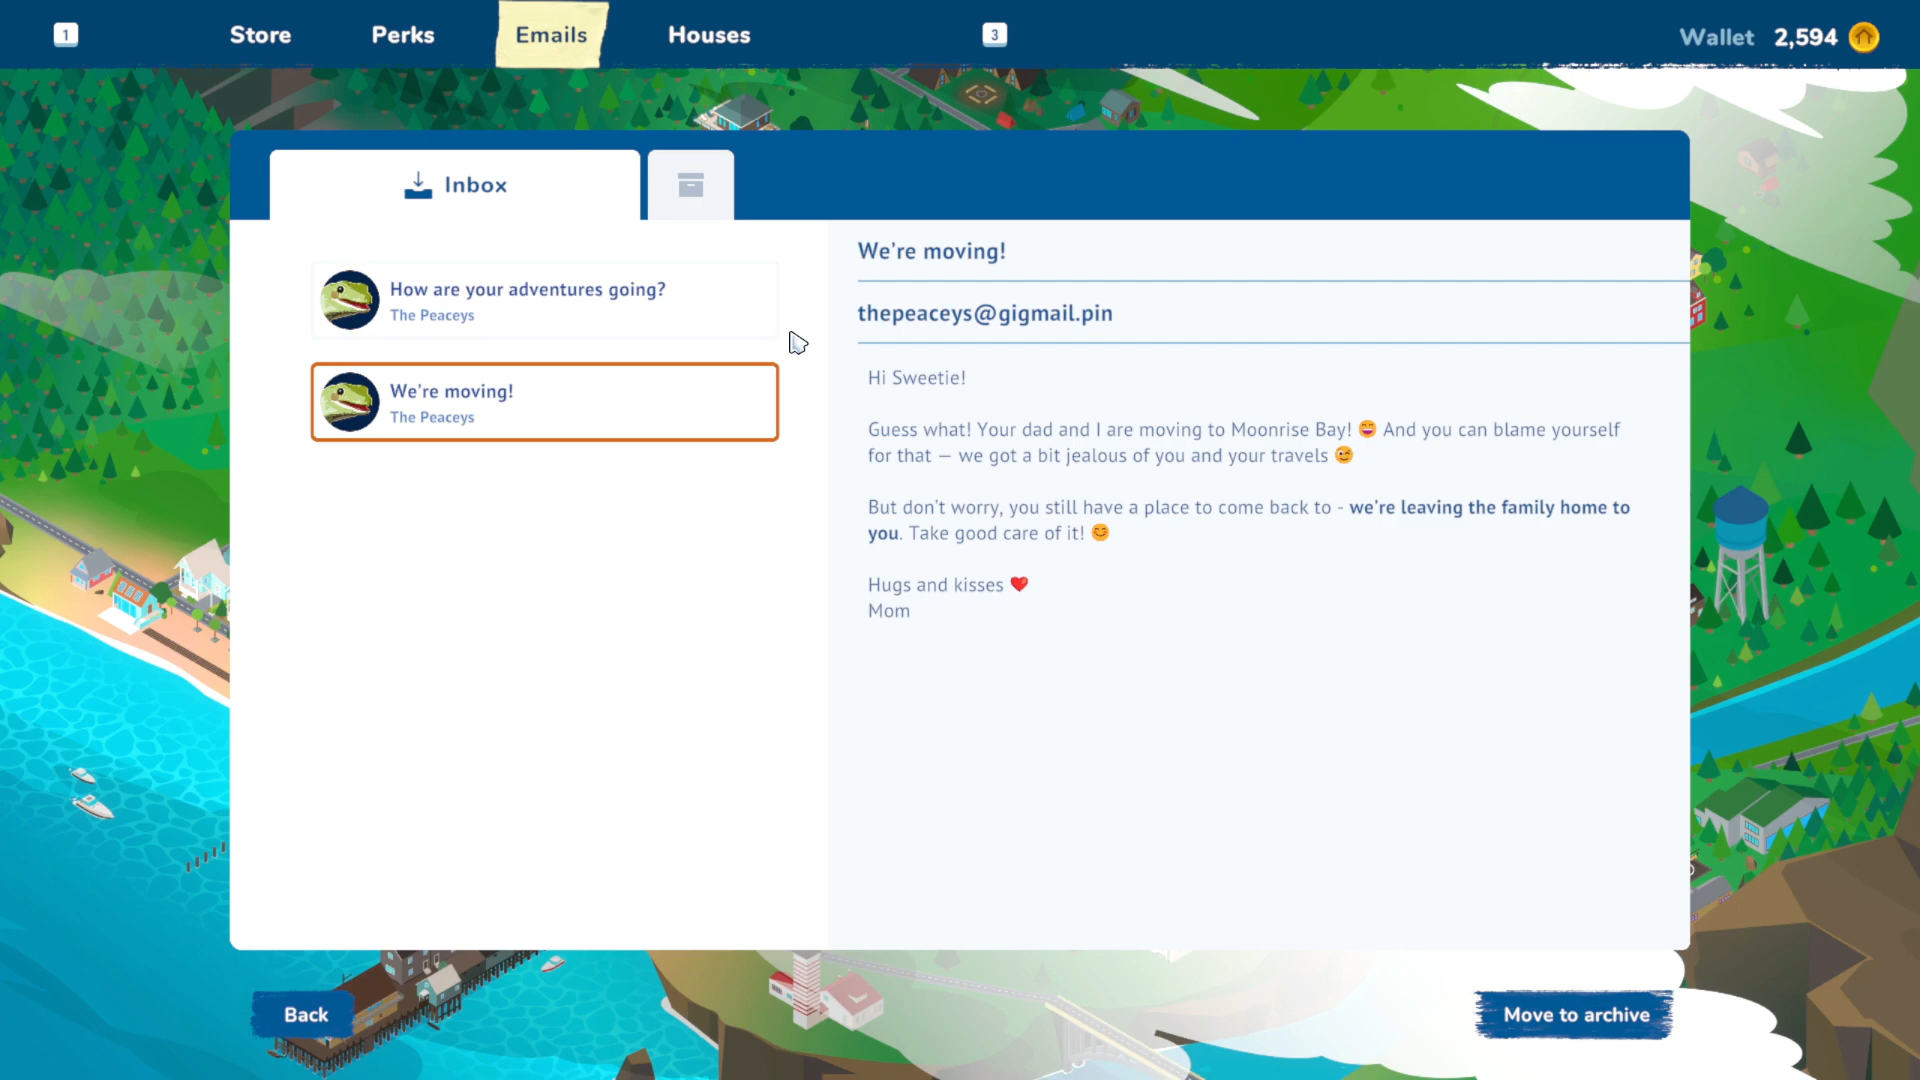 1 Store Perks Emails Houses 3 Wallet 2,594
Inbox
How are your adventures going?
The Peaceys
We're moving!
The Peaceys
We're moving!
thepeaceys@gigmail.pin
Hi Sweetie!
Guess what! Your dad and I are moving to Moonrise Bay! 😄 And you can blame yourself
for that — we got a bit jealous of you and your travels 😉
But don't worry, you still have a place to come back to - we're leaving the family home to
you. Take good care of it! 😊
Hugs and kisses ❤
Mom
Back
Move to archive